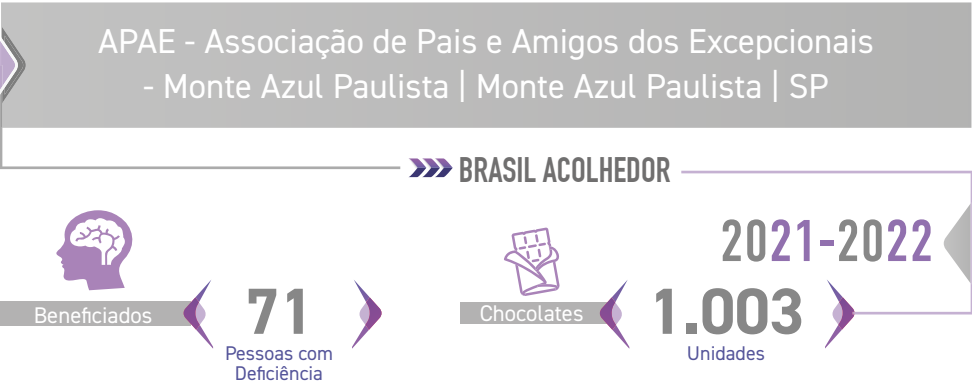 APAE - Associação de Pais e Amigos dos Excepcionais
- Monte Azul Paulista | Monte Azul Paulista | SP
BRASIL ACOLHEDOR
2021-2022
Beneficiados
71
Pessoas com
Deficiência
Chocolates
1.003
Unidades